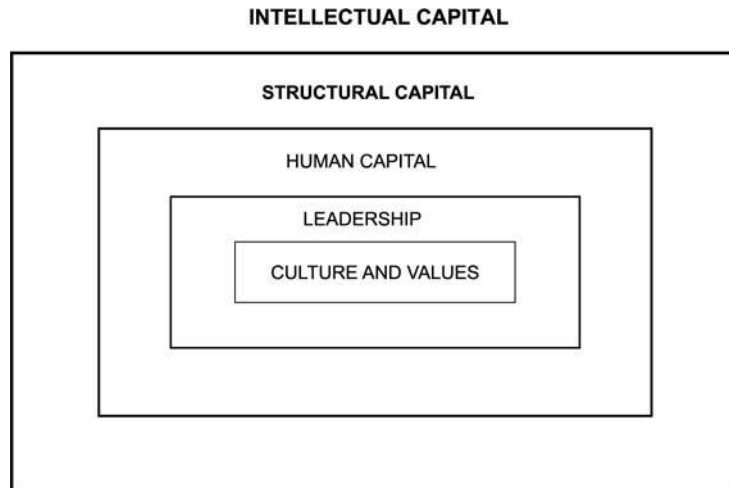 INTELLECTUAL CAPITAL
STRUCTURAL CAPITAL
HUMAN CAPITAL
LEADERSHIP
CULTURE AND VALUES